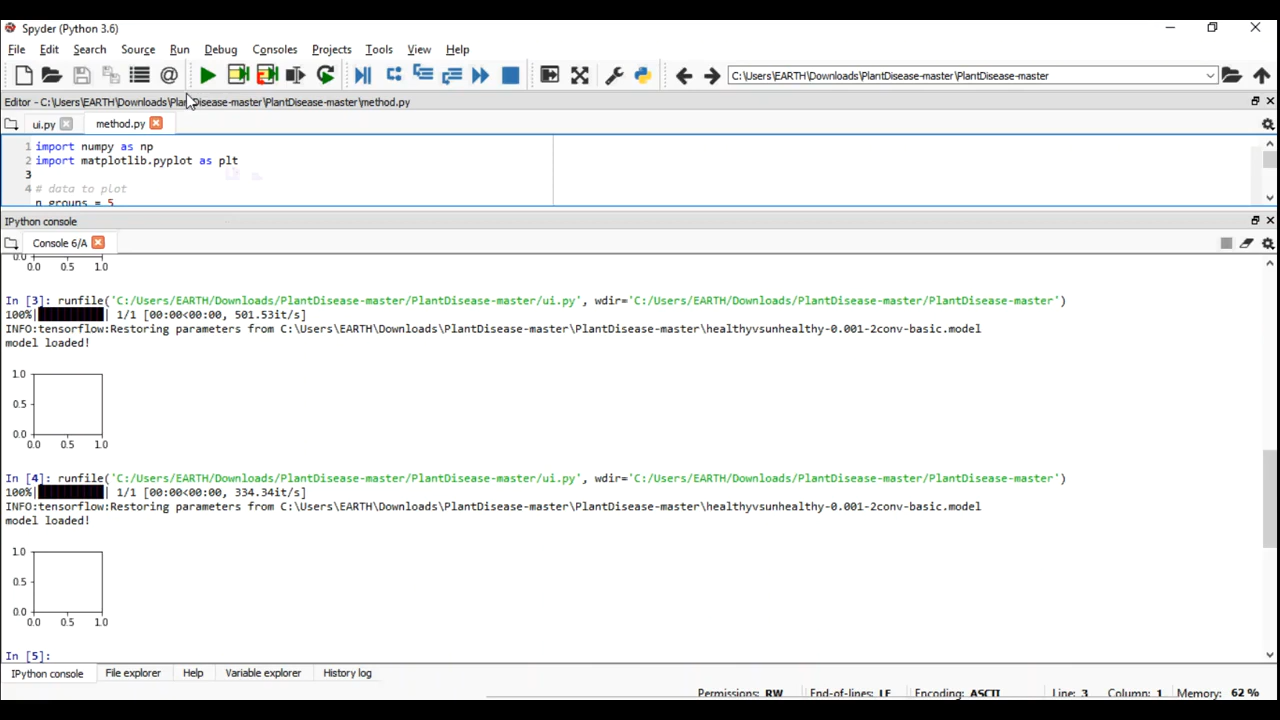 Spyder (Python 3.6)
File Edit Search Source Run Debug Consoles Projects Tools View Help
C:\Users\EARTH\Downloads\PlantDisease-master\PlantDisease-master
Editor - C:\Users\EARTH\Downloads\PlantDisease-master\PlantDisease-master\method.py
ui.py method.py
1 import numpy as np
2 import matplotlib.pyplot as plt
3
4 # data to plot
n_groups = 5
IPython console
Console 6/A
0.0
0.0 0.5 1.0
In [3]: runfile('C:/Users/EARTH/Downloads/PlantDisease-master/PlantDisease-master/ui.py', wdir='C:/Users/EARTH/Downloads/PlantDisease-master/PlantDisease-master')
100%|██████████| 1/1 [00:00<00:00, 501.53it/s]
INFO:tensorflow:Restoring parameters from C:\Users\EARTH\Downloads\PlantDisease-master\PlantDisease-master\healthyvsunhealthy-0.001-2conv-basic.model
model loaded!
1.0
0.5
0.0
0.0 0.5 1.0
In [4]: runfile('C:/Users/EARTH/Downloads/PlantDisease-master/PlantDisease-master/ui.py', wdir='C:/Users/EARTH/Downloads/PlantDisease-master/PlantDisease-master')
100%|██████████| 1/1 [00:00<00:00, 334.34it/s]
INFO:tensorflow:Restoring parameters from C:\Users\EARTH\Downloads\PlantDisease-master\PlantDisease-master\healthyvsunhealthy-0.001-2conv-basic.model
model loaded!
1.0
0.5
0.0
0.0 0.5 1.0
In [5]:
IPython console File explorer Help Variable explorer History log
Permissions: RW End-of-lines: LF Encoding: ASCII Line: 3 Column: 1 Memory: 62 %